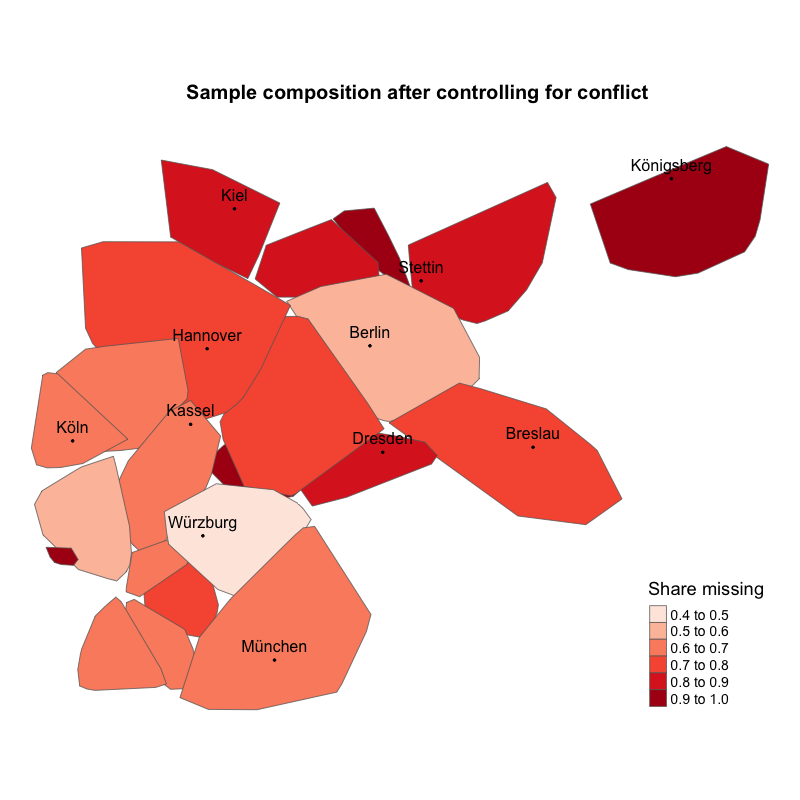 Sample composition after controlling for conflict
Königsberg
Kiel
Stettin
Berlin
Hannover
Kassel
Köln
Dresden
Breslau
Würzburg
München
Share missing
0.4 to 0.5
0.5 to 0.6
0.6 to 0.7
0.7 to 0.8
0.8 to 0.9
0.9 to 1.0